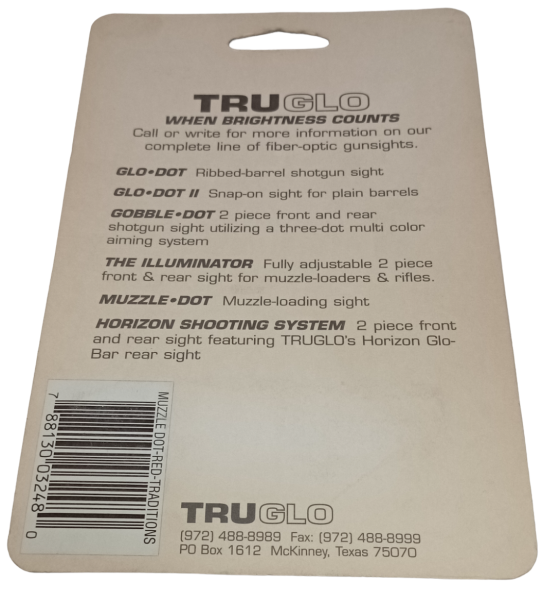 TRUGLO
WHEN BRIGHTNESS COUNTS
Call or write for more information on our
complete line of fiber-optic gunsights.
GLO•DOT Ribbed-barrel shotgun sight
GLO•DOT II Snap-on sight for plain barrels
GOBBLE•DOT 2 piece front and rear
shotgun sight utilizing a three-dot multi color
aiming system
THE ILLUMINATOR Fully adjustable 2 piece
front & rear sight for muzzle-loaders & rifles.
MUZZLE•DOT Muzzle-loading sight
HORIZON SHOOTING SYSTEM 2 piece front
and rear sight featuring TRUGLO's Horizon Glo-
Bar rear sight
MUZZLE DOT-RED-TRADITIONS
7 88130 03248 0
TRUGLO
(972) 488-8989 Fax: (972) 488-8999
PO Box 1612 McKinney, Texas 75070